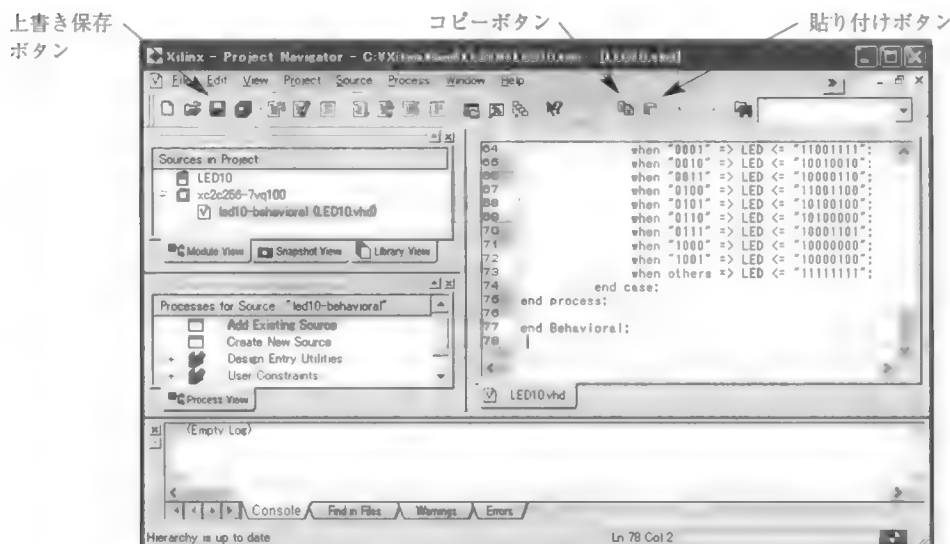 上書き保存
ボタン
コピーボタン
貼り付けボタン
Xilinx - Project Navigator - C:¥Xi
File Edit View Project Source Process Window Help
Sources in Project
LED10
xc2c256-7vq100
led10-behavioral (LED10.vhd)
Module View Snapshot View Library View
Processes for Source "led10-behavioral"
Add Existing Source
Create New Source
Design Entry Utilities
User Constraints
Process View
64 when "0001" => LED <= "11001111";
65 when "0010" => LED <= "10010010";
66 when "0011" => LED <= "10000110";
67 when "0100" => LED <= "11001100";
68 when "0101" => LED <= "10100100";
69 when "0110" => LED <= "10100000";
70 when "0111" => LED <= "10001101";
71 when "1000" => LED <= "10000000";
72 when "1001" => LED <= "10000100";
73 when others => LED <= "11111111";
74 end case;
75 end process;
76
77 end Behavioral;
78
LED10.vhd
(Empty Log)
Console Find in Files Warnings Errors
Hierarchy is up to date
Ln 78 Col 2